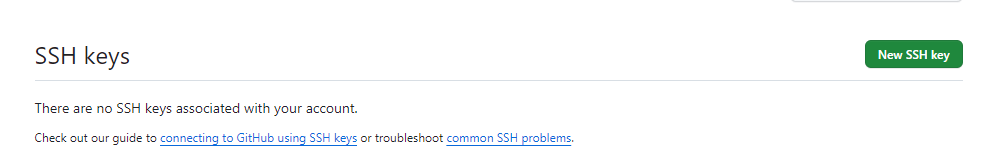 SSH keys
New SSH key
There are no SSH keys associated with your account.
Check out our guide to connecting to GitHub using SSH keys or troubleshoot common SSH problems.